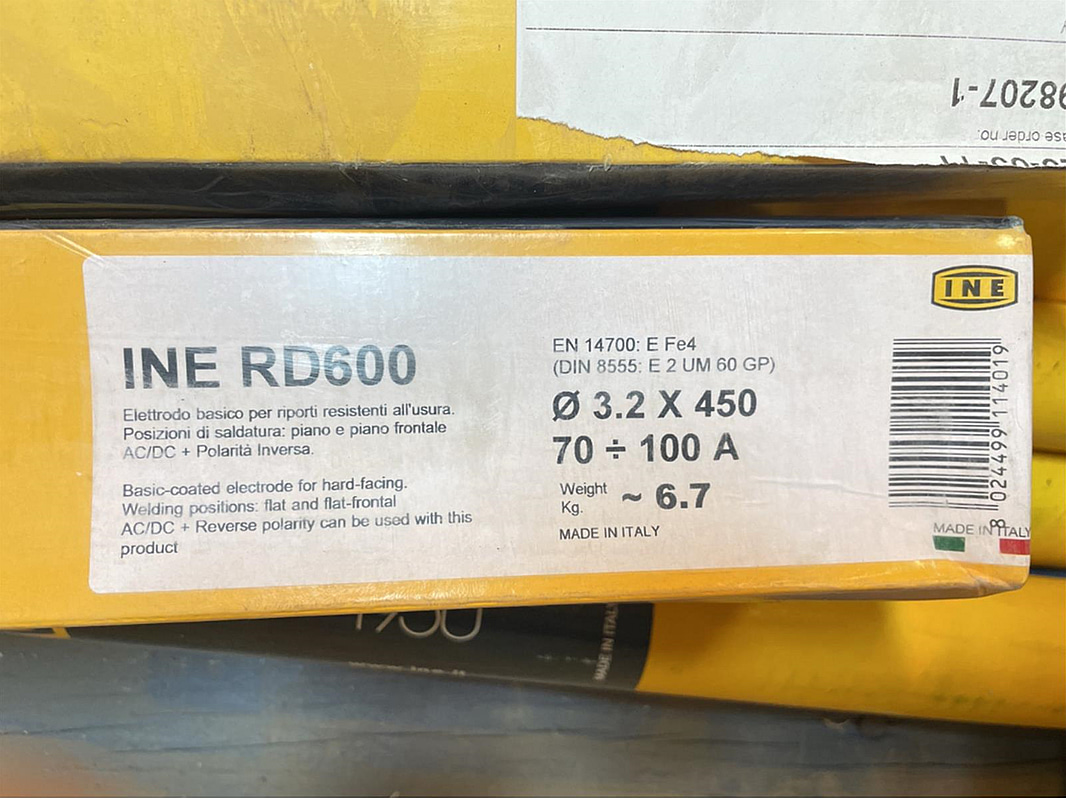 98207-1
ase order no.
INE
INE RD600
Elettrodo basico per riporti resistenti all'usura.
Posizioni di saldatura: piano e piano frontale
AC/DC + Polarità Inversa.
Basic-coated electrode for hard-facing.
Welding positions: flat and flat-frontal
AC/DC + Reverse polarity can be used with this
product
EN 14700: E Fe4
(DIN 8555: E 2 UM 60 GP)
Ø 3.2 X 450
70 ÷ 100 A
Weight
Kg.
~ 6.7
MADE IN ITALY
8 024499 114019
MADE IN ITALY
MADE IN ITALY